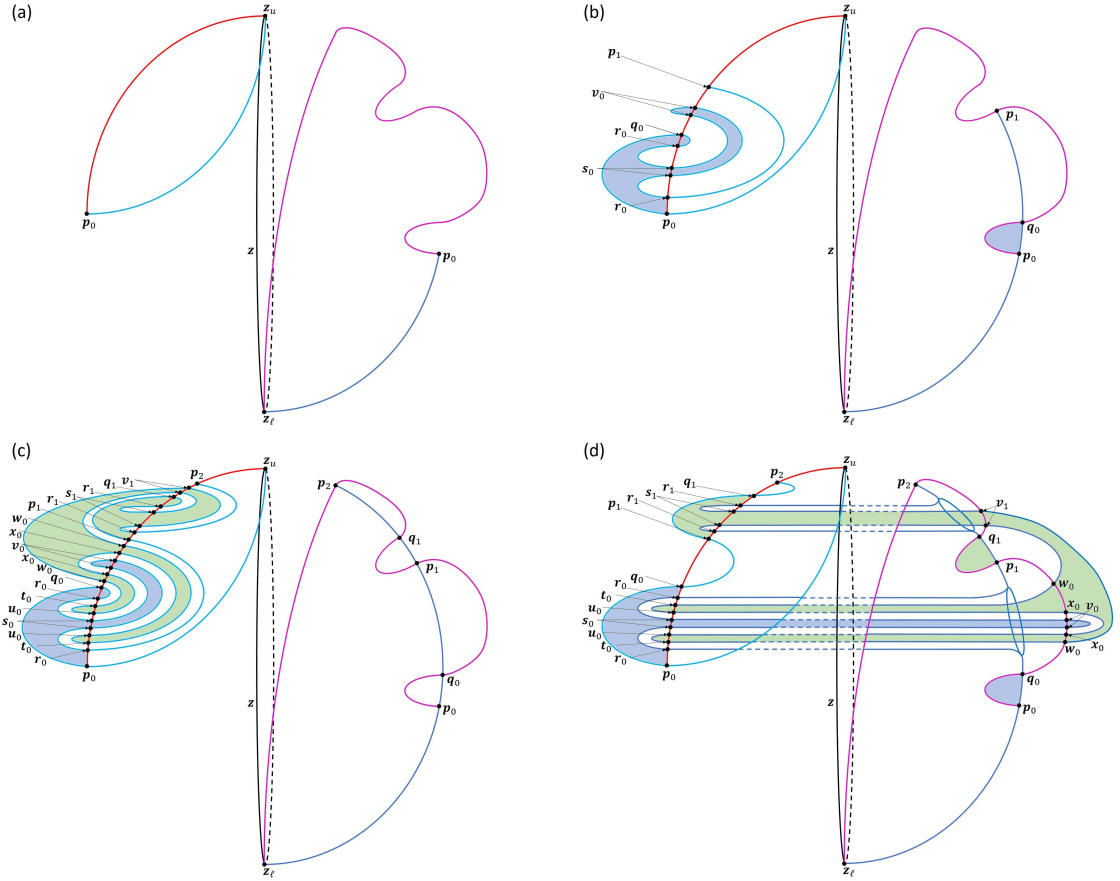 (a)
z_u
p_0
z
p_0
z_ℓ
(b)
z_u
p_1
v_0
q_0
r_0
s_0
r_0
p_0
p_1
q_0
p_0
z
z_ℓ
(c)
z_u
p_2
v_1
q_1
r_1
s_1
r_1
p_1
w_0
x_0
v_0
x_0
w_0
q_0
r_0
t_0
u_0
s_0
u_0
t_0
r_0
p_0
p_2
q_1
p_1
q_0
p_0
z
z_ℓ
(d)
z_u
p_2
q_1
r_1
s_1
r_1
p_1
q_0
r_0
t_0
u_0
s_0
u_0
t_0
r_0
p_0
p_2
v_1
q_1
p_1
w_0
x_0
v_0
x_0
w_0
q_0
p_0
z
z_ℓ